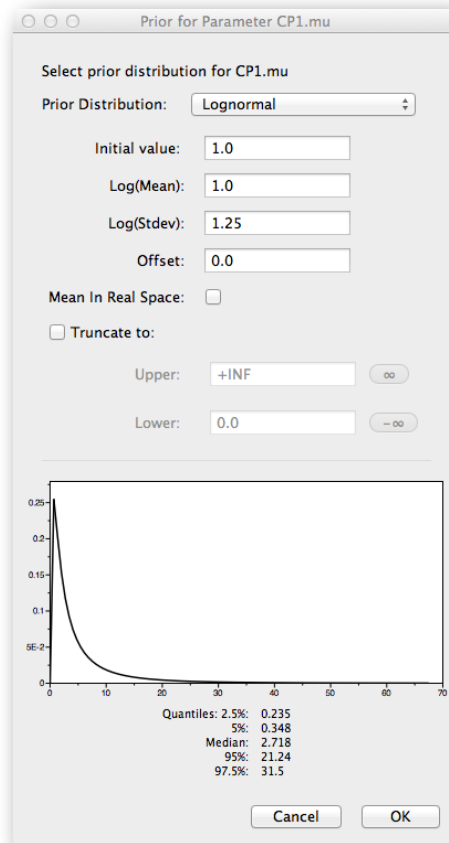 Prior for Parameter CP1.mu
Select prior distribution for CP1.mu
Prior Distribution: Lognormal
Initial value: 1.0
Log(Mean): 1.0
Log(Stdev): 1.25
Offset: 0.0
Mean In Real Space:
Truncate to:
Upper: +INF ∞
Lower: 0.0 -∞
0.25
0.2
0.15
0.1
5E-2
0
0 10 20 30 40 50 60 70
Quantiles: 2.5%: 0.235
5%: 0.348
Median: 2.718
95%: 21.24
97.5%: 31.5
Cancel OK